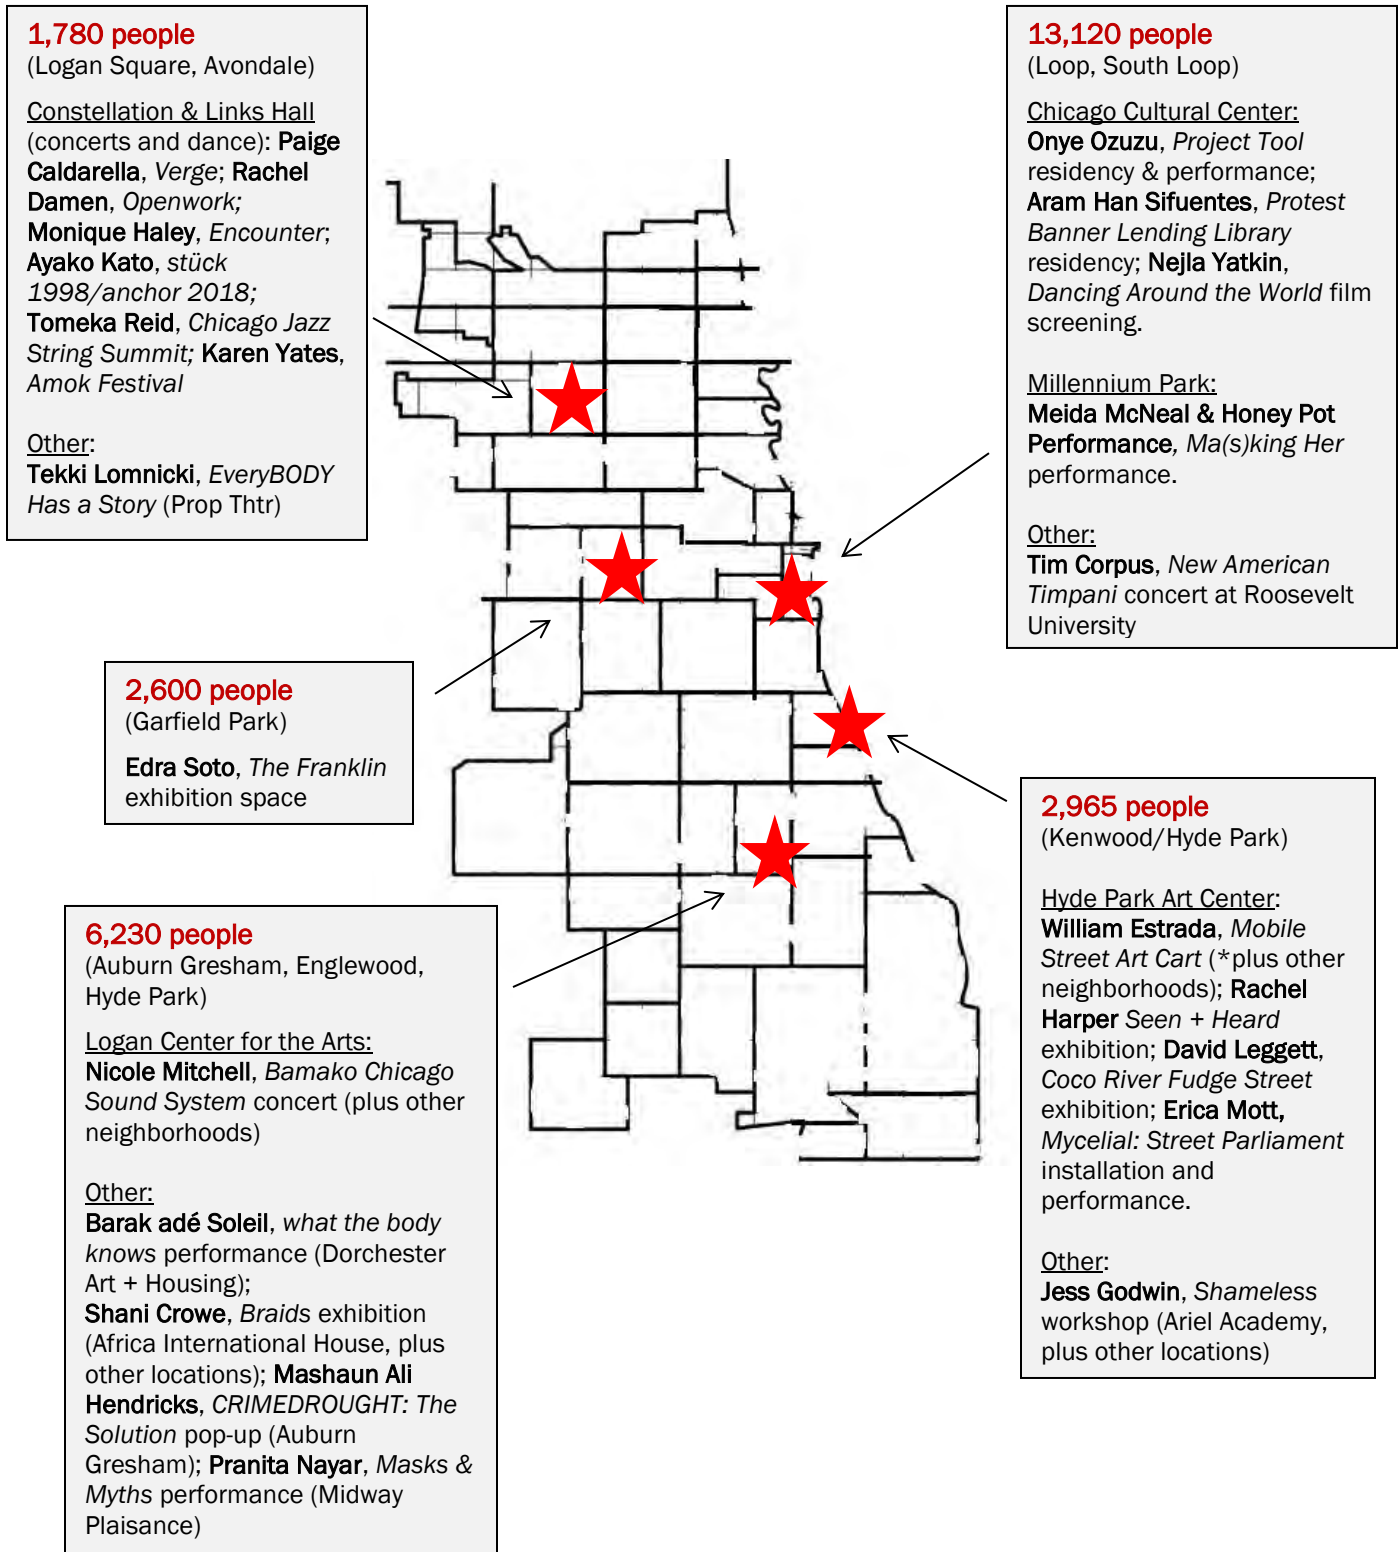 1,780 people
(Logan Square, Avondale)
Constellation & Links Hall
(concerts and dance): Paige
Caldarella, Verge; Rachel
Damen, Openwork;
Monique Haley, Encounter;
Ayako Kato, stück
1998/anchor 2018;
Tomeka Reid, Chicago Jazz
String Summit; Karen Yates,
Amok Festival
Other:
Tekki Lomnicki, EveryBODY
Has a Story (Prop Thtr)
13,120 people
(Loop, South Loop)
Chicago Cultural Center:
Onye Ozuzu, Project Tool
residency & performance;
Aram Han Sifuentes, Protest
Banner Lending Library
residency; Nejla Yatkin,
Dancing Around the World film
screening.
Millennium Park:
Meida McNeal & Honey Pot
Performance, Ma(s)king Her
performance.
Other:
Tim Corpus, New American
Timpani concert at Roosevelt
University
2,600 people
(Garfield Park)
Edra Soto, The Franklin
exhibition space
2,965 people
(Kenwood/Hyde Park)
Hyde Park Art Center:
William Estrada, Mobile
Street Art Cart (*plus other
neighborhoods); Rachel
Harper Seen + Heard
exhibition; David Leggett,
Coco River Fudge Street
exhibition; Erica Mott,
Mycelial: Street Parliament
installation and
performance.
Other:
Jess Godwin, Shameless
workshop (Ariel Academy,
plus other locations)
6,230 people
(Auburn Gresham, Englewood,
Hyde Park)
Logan Center for the Arts:
Nicole Mitchell, Bamako Chicago
Sound System concert (plus other
neighborhoods)
Other:
Barak adé Soleil, what the body
knows performance (Dorchester
Art + Housing);
Shani Crowe, Braids exhibition
(Africa International House, plus
other locations); Mashaun Ali
Hendricks, CRIMEDROUGHT: The
Solution pop-up (Auburn
Gresham); Pranita Nayar, Masks &
Myths performance (Midway
Plaisance)